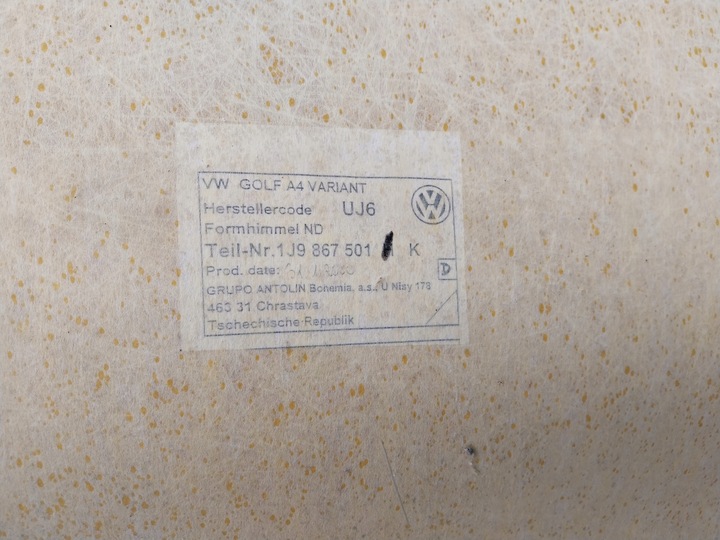 VW GOLF A4 VARIANT
Herstellercode UJ6
Formhimmel ND
Teil-Nr.1J9 867 501 K
Prod. date:
GRUPO ANTOLIN Bohemia, a.s., U Nisy 178
463 31 Chrastava
Tschechische Republik
D